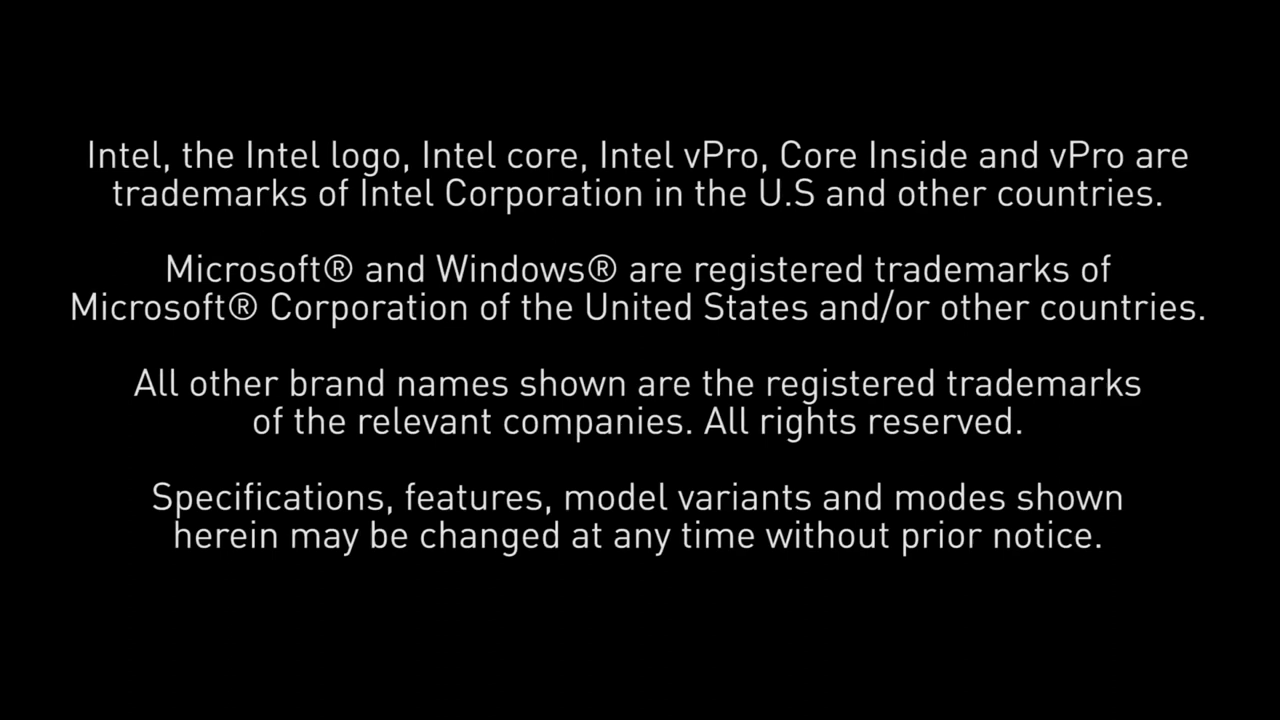 Intel, the Intel logo, Intel core, Intel vPro, Core Inside and vPro are
trademarks of Intel Corporation in the U.S and other countries.
Microsoft® and Windows® are registered trademarks of
Microsoft® Corporation of the United States and/or other countries.
All other brand names shown are the registered trademarks
of the relevant companies. All rights reserved.
Specifications, features, model variants and modes shown
herein may be changed at any time without prior notice.